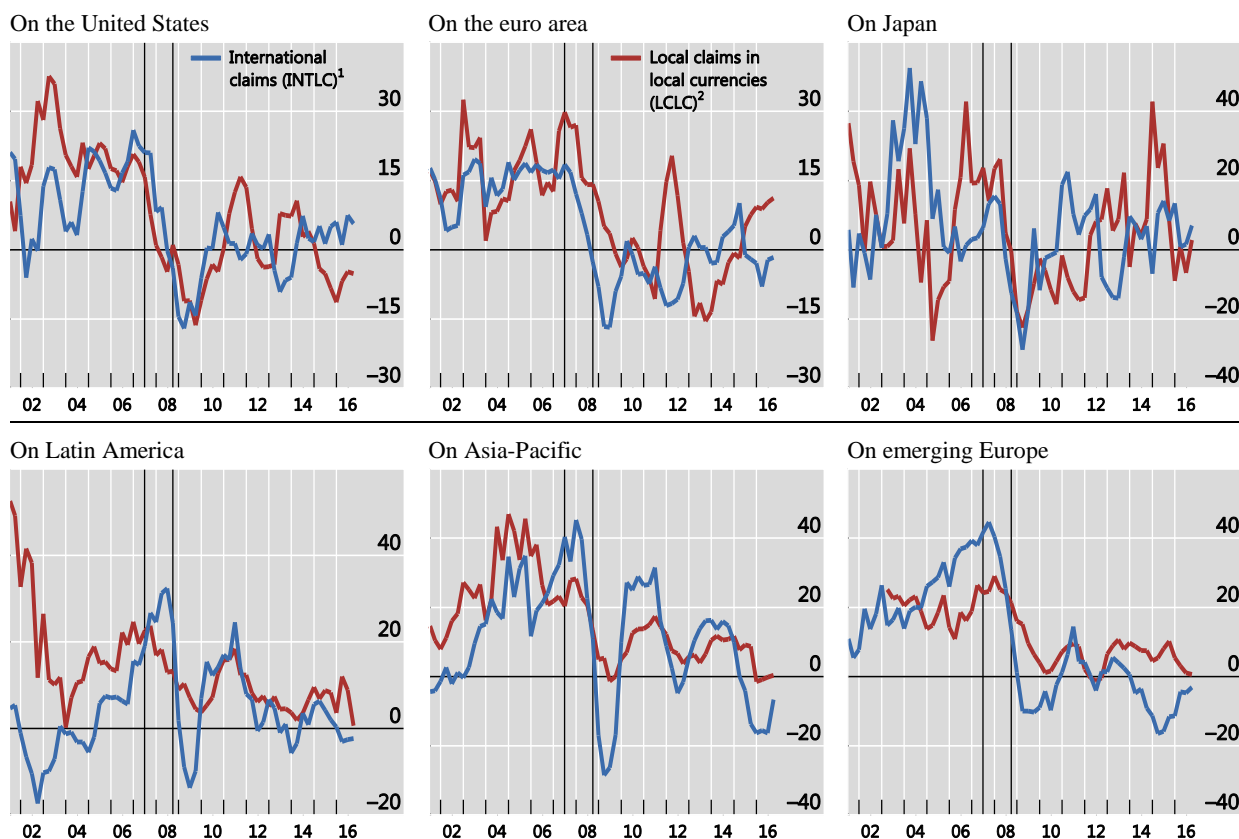 On the United States
International
claims (INTLC)1
30
15
0
–15
–30
02 04 06 08 10 12 14 16
On the euro area
Local claims in
local currencies
(LCLC)2
30
15
0
–15
–30
02 04 06 08 10 12 14 16
On Japan
40
20
0
–20
–40
02 04 06 08 10 12 14 16
On Latin America
40
20
0
–20
02 04 06 08 10 12 14 16
On Asia-Pacific
40
20
0
–20
–40
02 04 06 08 10 12 14 16
On emerging Europe
40
20
0
–20
–40
02 04 06 08 10 12 14 16